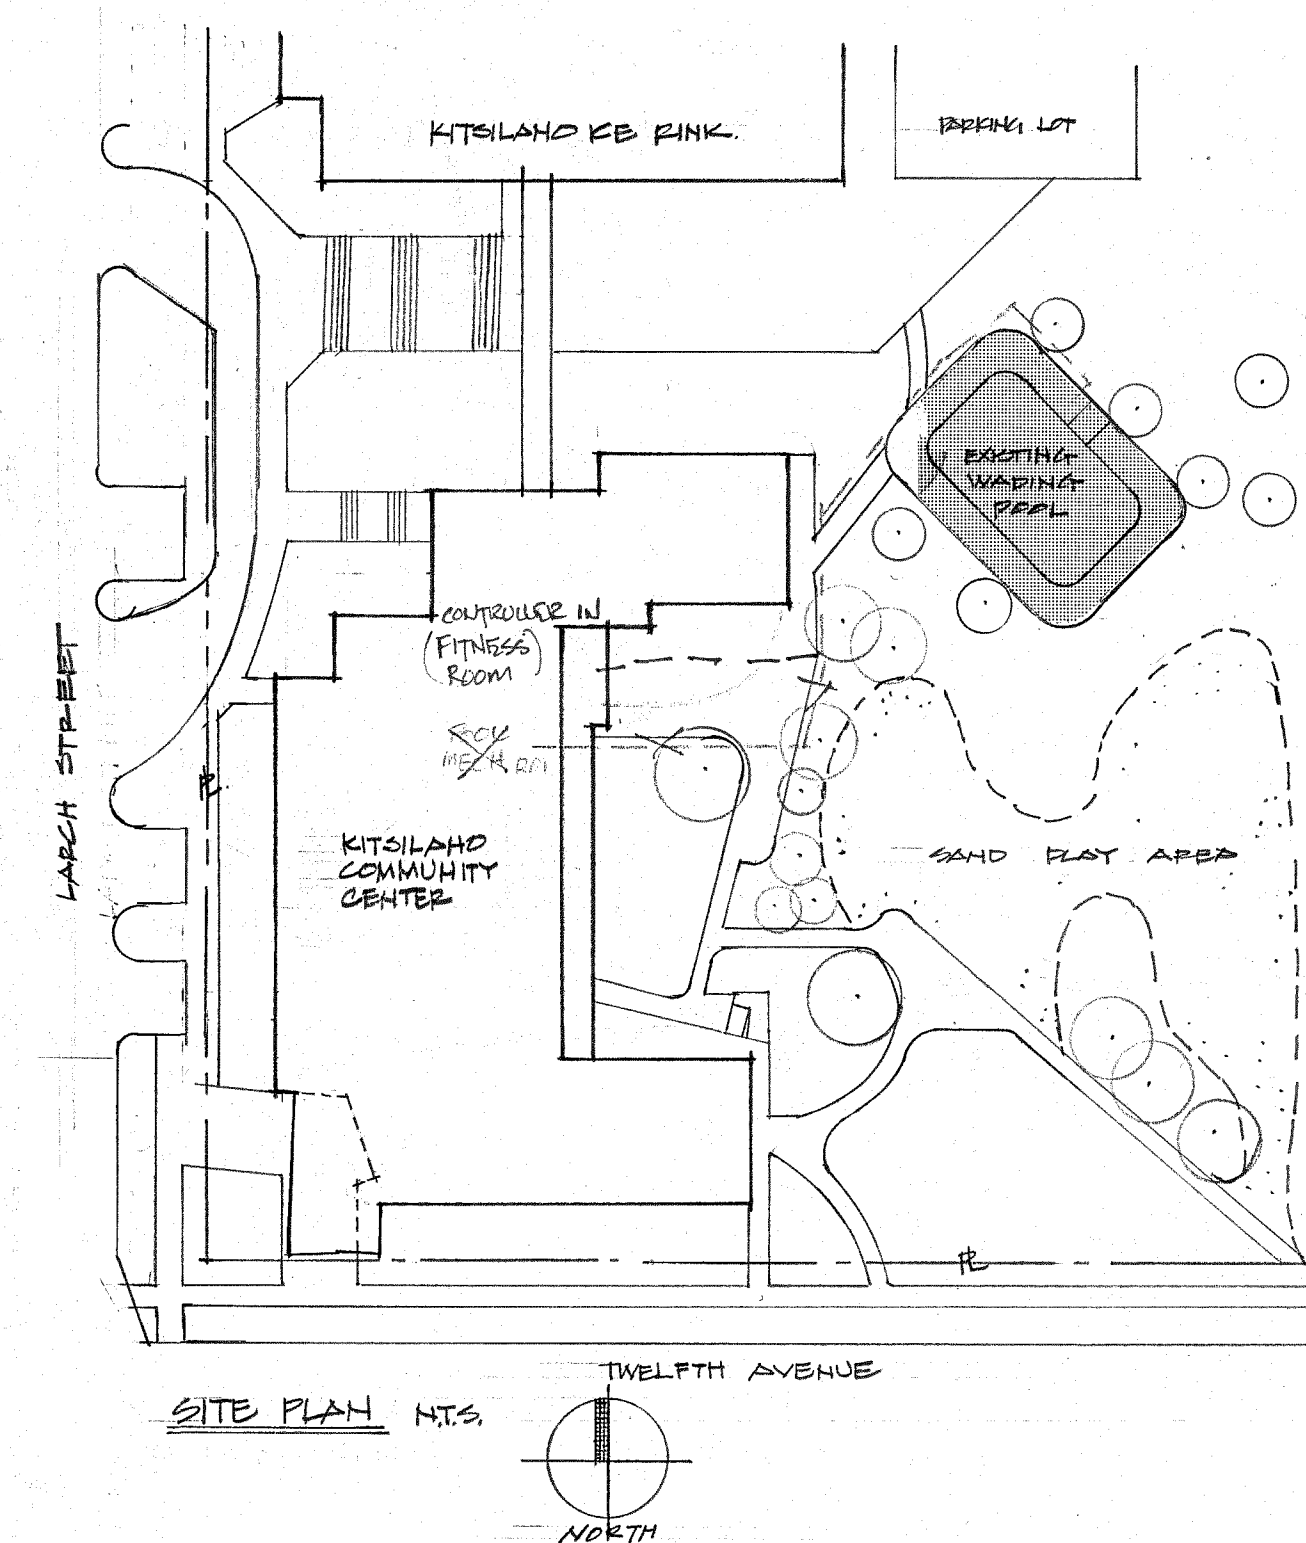 KITSILANO ICE RINK.
PARKING LOT
EXISTING
WADING
POOL
CONTROLLER IN
(FITNESS)
ROOM
MECH RM
LARCH STREET
PL
KITSILANO
COMMUNITY
CENTER
SAND PLAY AREA
PL
TWELFTH AVENUE
SITE PLAN N.T.S.
NORTH